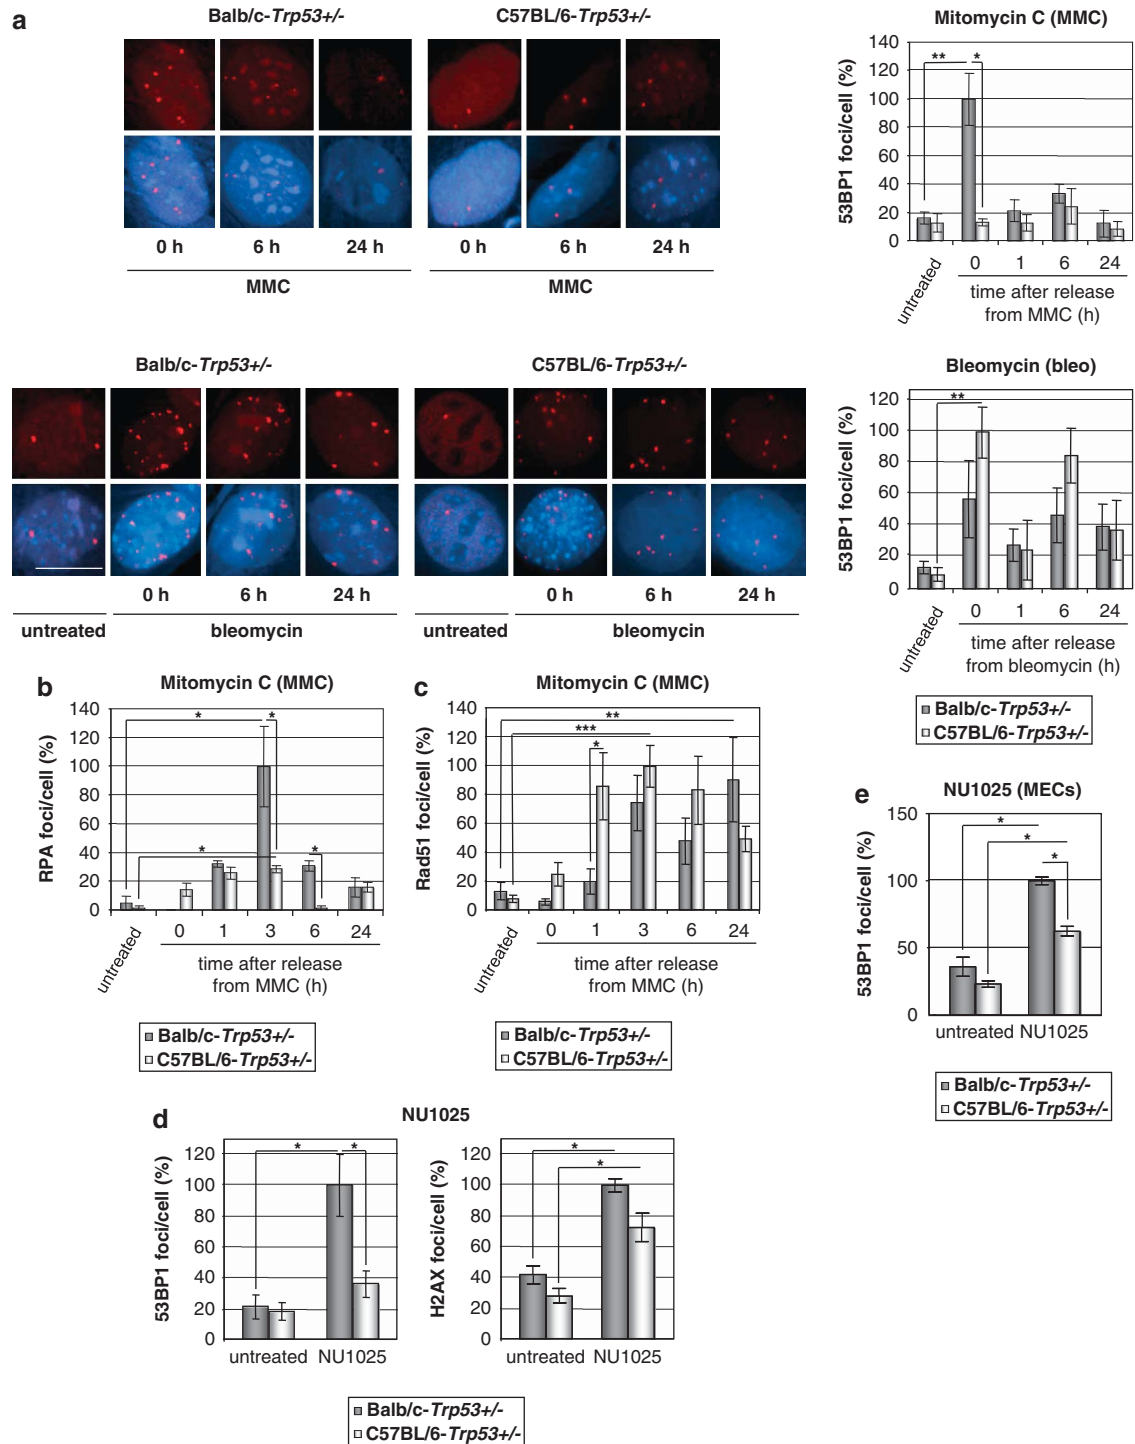 a
Balb/c-Trp53+/-
C57BL/6-Trp53+/-
0 h 6 h 24 h
MMC
0 h 6 h 24 h
MMC
Mitomycin C (MMC)
53BP1 foci/cell (%)
140
120
100
80
60
40
20
0
** *
untreated
0 1 6 24
time after release
from MMC (h)
Balb/c-Trp53+/-
C57BL/6-Trp53+/-
0 h 6 h 24 h
untreated bleomycin
0 h 6 h 24 h
untreated bleomycin
Bleomycin (bleo)
53BP1 foci/cell (%)
120
100
80
60
40
20
0
**
untreated
0 1 6 24
time after release
from bleomycin (h)
Balb/c-Trp53+/-
C57BL/6-Trp53+/-
b
Mitomycin C (MMC)
RPA foci/cell (%)
140
120
100
80
60
40
20
0
* *
* *
untreated
0 1 3 6 24
time after release
from MMC (h)
Balb/c-Trp53+/-
C57BL/6-Trp53+/-
c
Mitomycin C (MMC)
Rad51 foci/cell (%)
140
120
100
80
60
40
20
0
**
***
*
untreated
0 1 3 6 24
time after release
from MMC (h)
Balb/c-Trp53+/-
C57BL/6-Trp53+/-
e
NU1025 (MECs)
53BP1 foci/cell (%)
150
100
50
0
*
*
*
untreated NU1025
Balb/c-Trp53+/-
C57BL/6-Trp53+/-
d
NU1025
53BP1 foci/cell (%)
120
100
80
60
40
20
0
* *
untreated NU1025
H2AX foci/cell (%)
120
100
80
60
40
20
0
*
*
untreated NU1025
Balb/c-Trp53+/-
C57BL/6-Trp53+/-